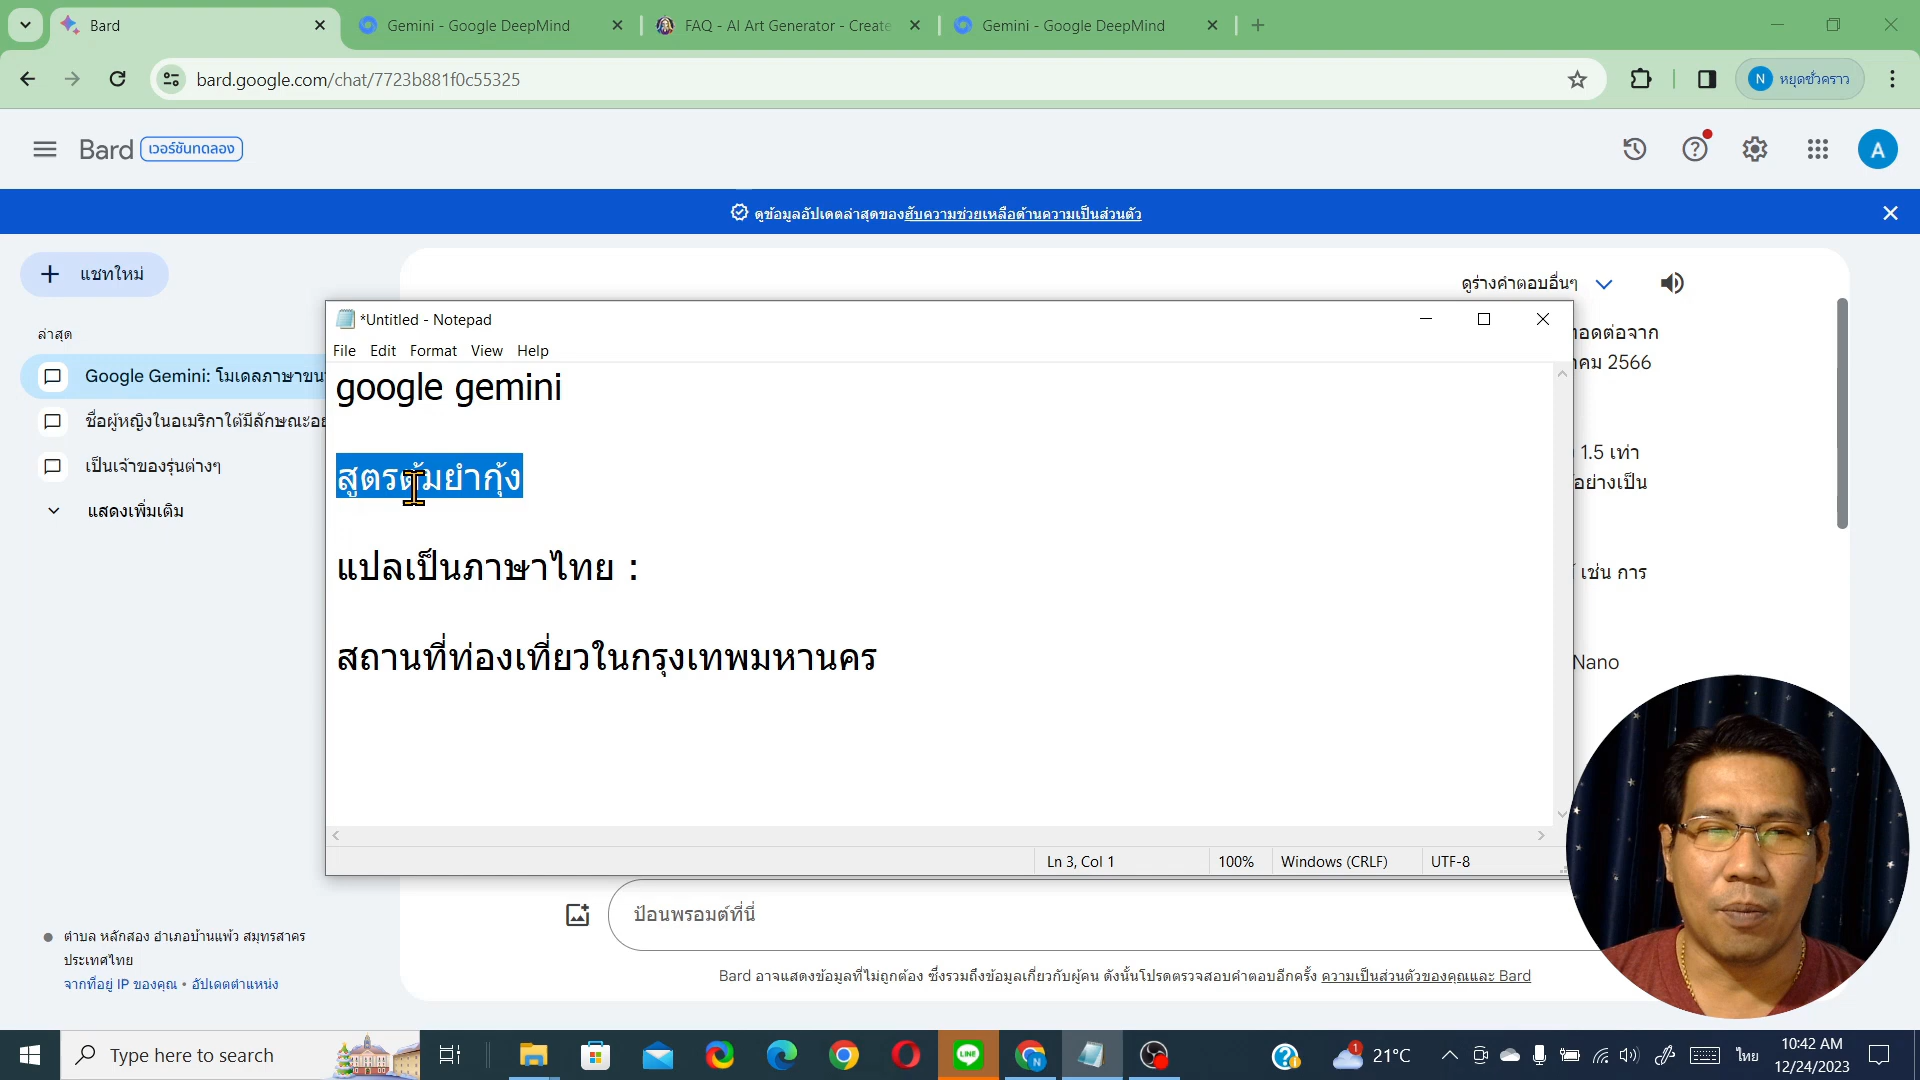 Bard
Gemini - Google DeepMind
FAQ - AI Art Generator - Create
Gemini - Google DeepMind
bard.google.com/chat/7723b881f0c55325
N หยุดชั่วคราว
Bard เวอร์ชันทดลอง
A
ดูข้อมูลอัปเดตล่าสุดของฮับความช่วยเหลือด้านความเป็นส่วนตัว
แชทใหม่
ดูร่างคำตอบอื่นๆ
ล่าสุด
Google Gemini: โมเดลภาษาขน
ชื่อผู้หญิงในอเมริกาใต้มีลักษณะอย
เป็นเจ้าของรุ่นต่างๆ
แสดงเพิ่มเติม
*Untitled - Notepad
File Edit Format View Help
google gemini
สูตรต้มยำกุ้ง
แปลเป็นภาษาไทย :
สถานที่ท่องเที่ยวในกรุงเทพมหานคร
Ln 3, Col 1 100% Windows (CRLF) UTF-8
ทอดต่อจาก
าคม 2566
1.5 เท่า
อย่างเป็น
เช่น การ
Nano
ป้อนพรอมต์ที่นี่
Bard อาจแสดงข้อมูลที่ไม่ถูกต้อง ซึ่งรวมถึงข้อมูลเกี่ยวกับผู้คน ดังนั้นโปรดตรวจสอบคำตอบอีกครั้ง ความเป็นส่วนตัวของคุณและ Bard
ตำบล หลักสอง อำเภอบ้านแพ้ว สมุทรสาคร
ประเทศไทย
จากที่อยู่ IP ของคุณ • อัปเดตตำแหน่ง
Type here to search
LINE
N
1
21°C
ไทย
10:42 AM
12/24/2023